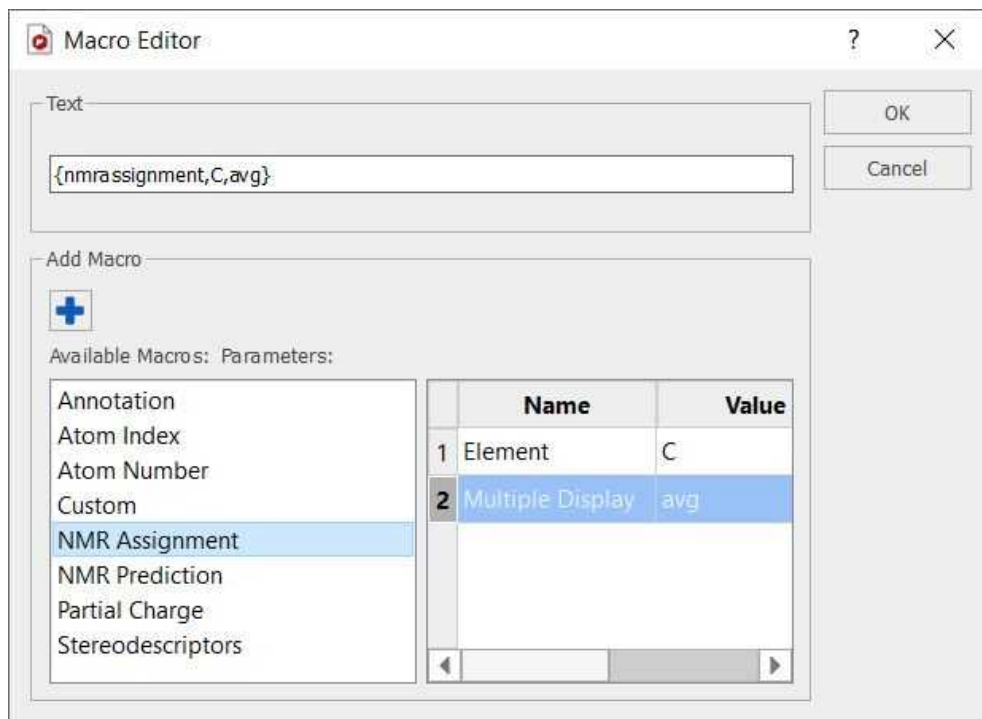 Macro Editor ?
Text
OK
{nmrassignment,C,avg}
Cancel
Add Macro
Available Macros: Parameters:
Annotation
Atom Index
Atom Number
Custom
NMR Assignment
NMR Prediction
Partial Charge
Stereodescriptors
Name Value
1 Element C
2 Multiple Display avg